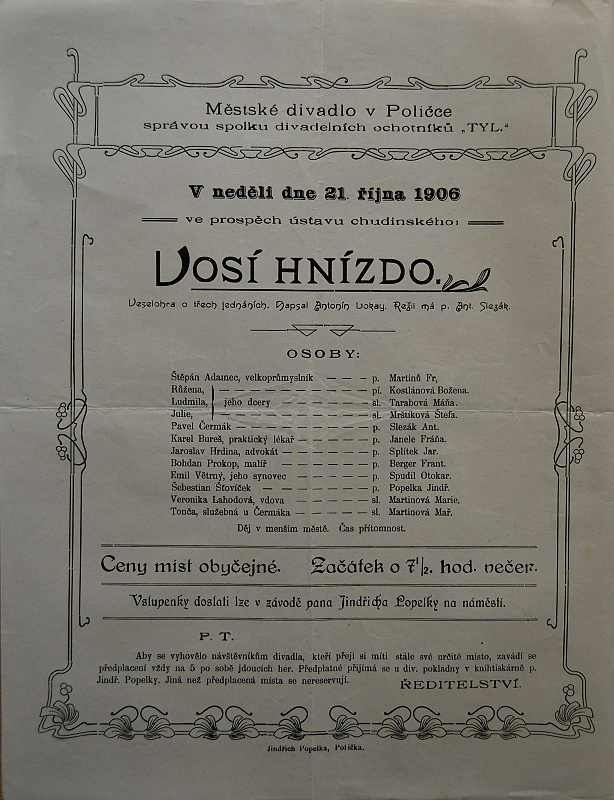 Městské divadlo v Poličce
správou spolku divadelních ochotníků „TYL.“
V neděli dne 21. října 1906
ve prospěch ústavu chudinského:
VOSÍ HNÍZDO.
Veselohra o třech jednáních. Napsal Antonín Lokay. Režii má p. Ant. Slezák.
OSOBY:
Štěpán Adamec, velkoprůmyslník — — — p. Martinů Fr,
Růžena, — — — — — — — — — pí. Kostlánová Božena.
Ludmila, jeho dcery — — — — — — sl. Tarabová Máňa.
Julie, — — — — — — — — — sl. Mrštíková Štefa.
Pavel Čermák — — — — — — — — p. Slezák Ant.
Karel Bureš, praktický lékař — — — — p. Janele Fráňa.
Jaroslav Hrdina, advokát — — — — — p. Splítek Jar.
Bohdan Prokop, malíř — — — — — p. Berger Frant.
Emil Větrný, jeho synovec — — — — p. Spudil Otokar.
Šebestian Šťovíček — — — — — — p. Popelka Jindř.
Veronika Lahodová, vdova — — — — sl. Martinová Marie.
Tonča, služebná u Čermáka — — — — sl. Martinová Mař.
Děj v menším městě. Čas přítomnost.
Ceny míst obyčejné. Začátek o 7 1/2. hod. večer.
Vstupenky dostati lze v závodě pana Jindřicha Popelky na náměstí.
P. T.
Aby se vyhovělo návštěvníkům divadla, kteří přejí si míti stále své určité místo, zavádí se
předplacení vždy na 5 po sobě jdoucích her. Předplatné přijímá se u div. pokladny v knihtiskárně p.
Jindř. Popelky. Jiná než předplacená místa se nereservují.
ŘEDITELSTVÍ.
Jindřich Popelka, Polička.